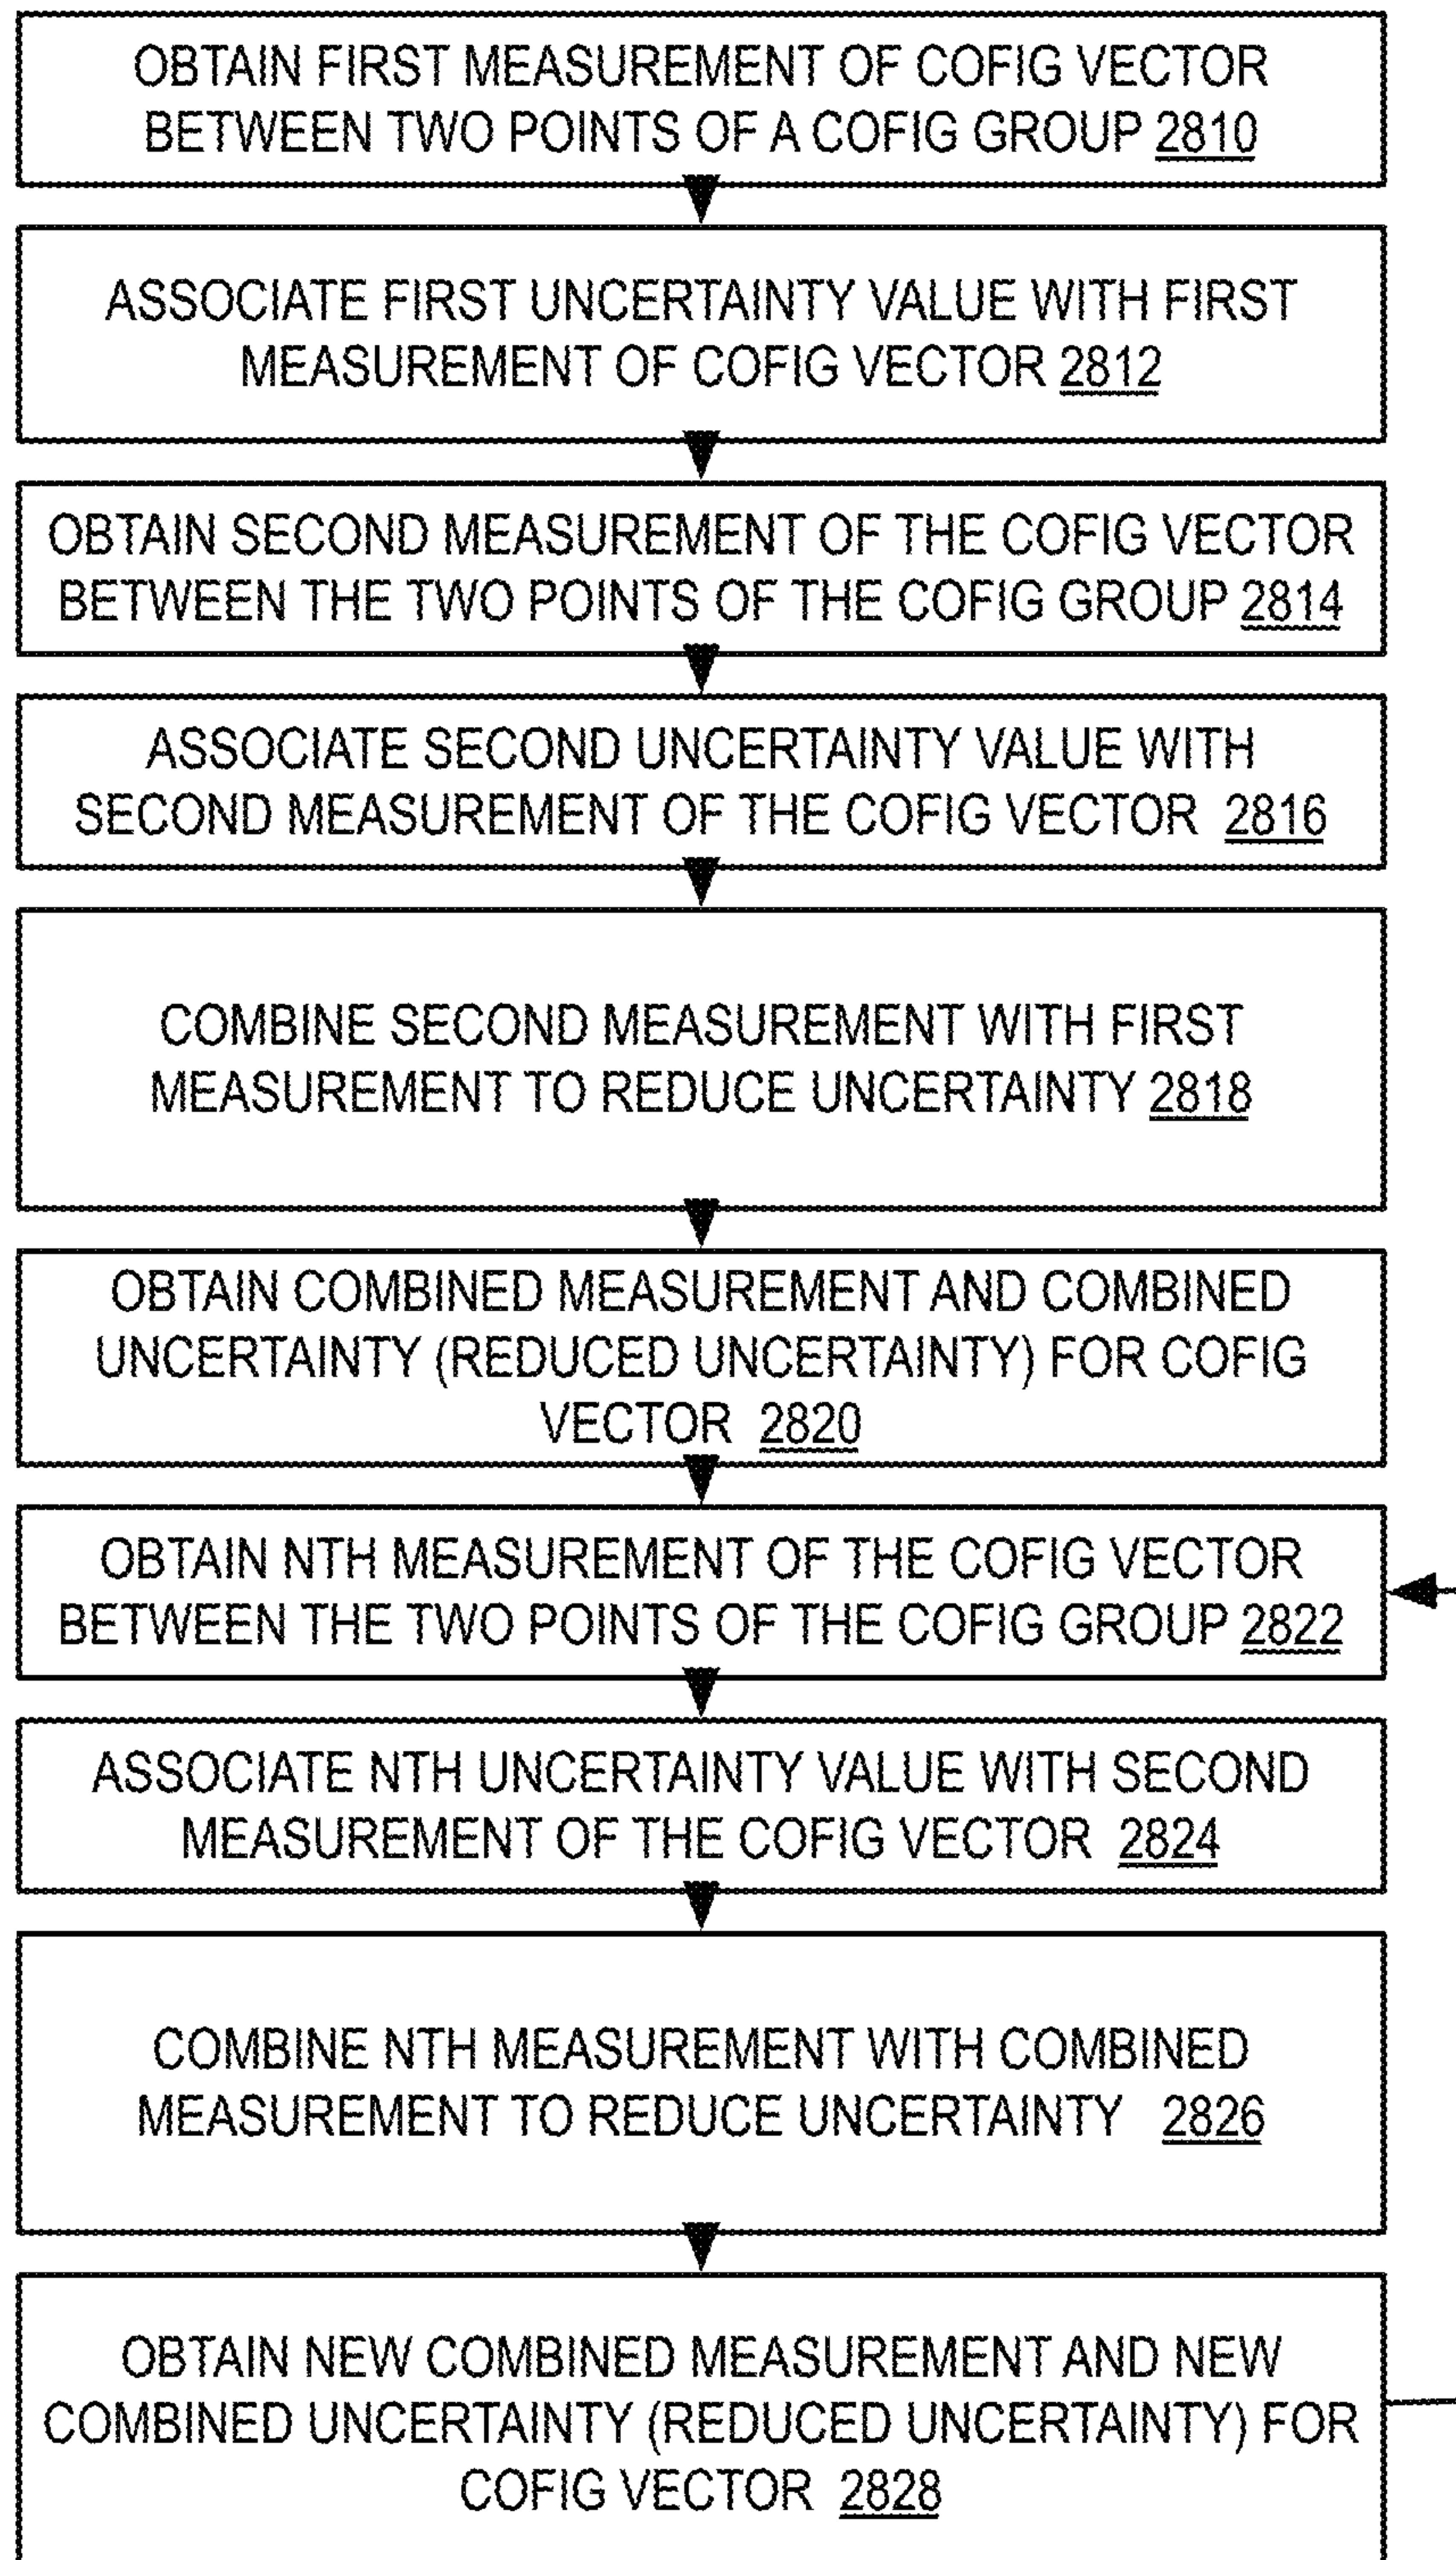 OBTAIN FIRST MEASUREMENT OF COFIG VECTOR
BETWEEN TWO POINTS OF A COFIG GROUP 2810
ASSOCIATE FIRST UNCERTAINTY VALUE WITH FIRST
MEASUREMENT OF COFIG VECTOR 2812
OBTAIN SECOND MEASUREMENT OF THE COFIG VECTOR
BETWEEN THE TWO POINTS OF THE COFIG GROUP 2814
ASSOCIATE SECOND UNCERTAINTY VALUE WITH
SECOND MEASUREMENT OF THE COFIG VECTOR 2816
COMBINE SECOND MEASUREMENT WITH FIRST
MEASUREMENT TO REDUCE UNCERTAINTY 2818
OBTAIN COMBINED MEASUREMENT AND COMBINED
UNCERTAINTY (REDUCED UNCERTAINTY) FOR COFIG
VECTOR 2820
OBTAIN NTH MEASUREMENT OF THE COFIG VECTOR
BETWEEN THE TWO POINTS OF THE COFIG GROUP 2822
ASSOCIATE NTH UNCERTAINTY VALUE WITH SECOND
MEASUREMENT OF THE COFIG VECTOR 2824
COMBINE NTH MEASUREMENT WITH COMBINED
MEASUREMENT TO REDUCE UNCERTAINTY 2826
OBTAIN NEW COMBINED MEASUREMENT AND NEW
COMBINED UNCERTAINTY (REDUCED UNCERTAINTY) FOR
COFIG VECTOR 2828